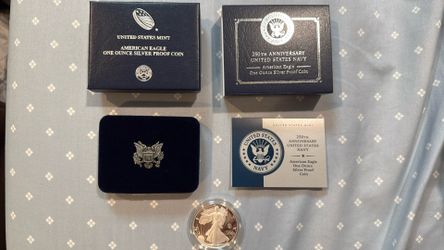 UNITED STATES MINT
AMERICAN EAGLE
ONE OUNCE SILVER PROOF COIN
250TH ANNIVERSARY
UNITED STATES NAVY
American Eagle
One Ounce Silver Proof Coin
UNITED STATES MINT
UNITED STATES
NAVY
250TH ANNIVERSARY
UNITED STATES
NAVY
American Eagle
One Ounce
Silver Proof
Coin